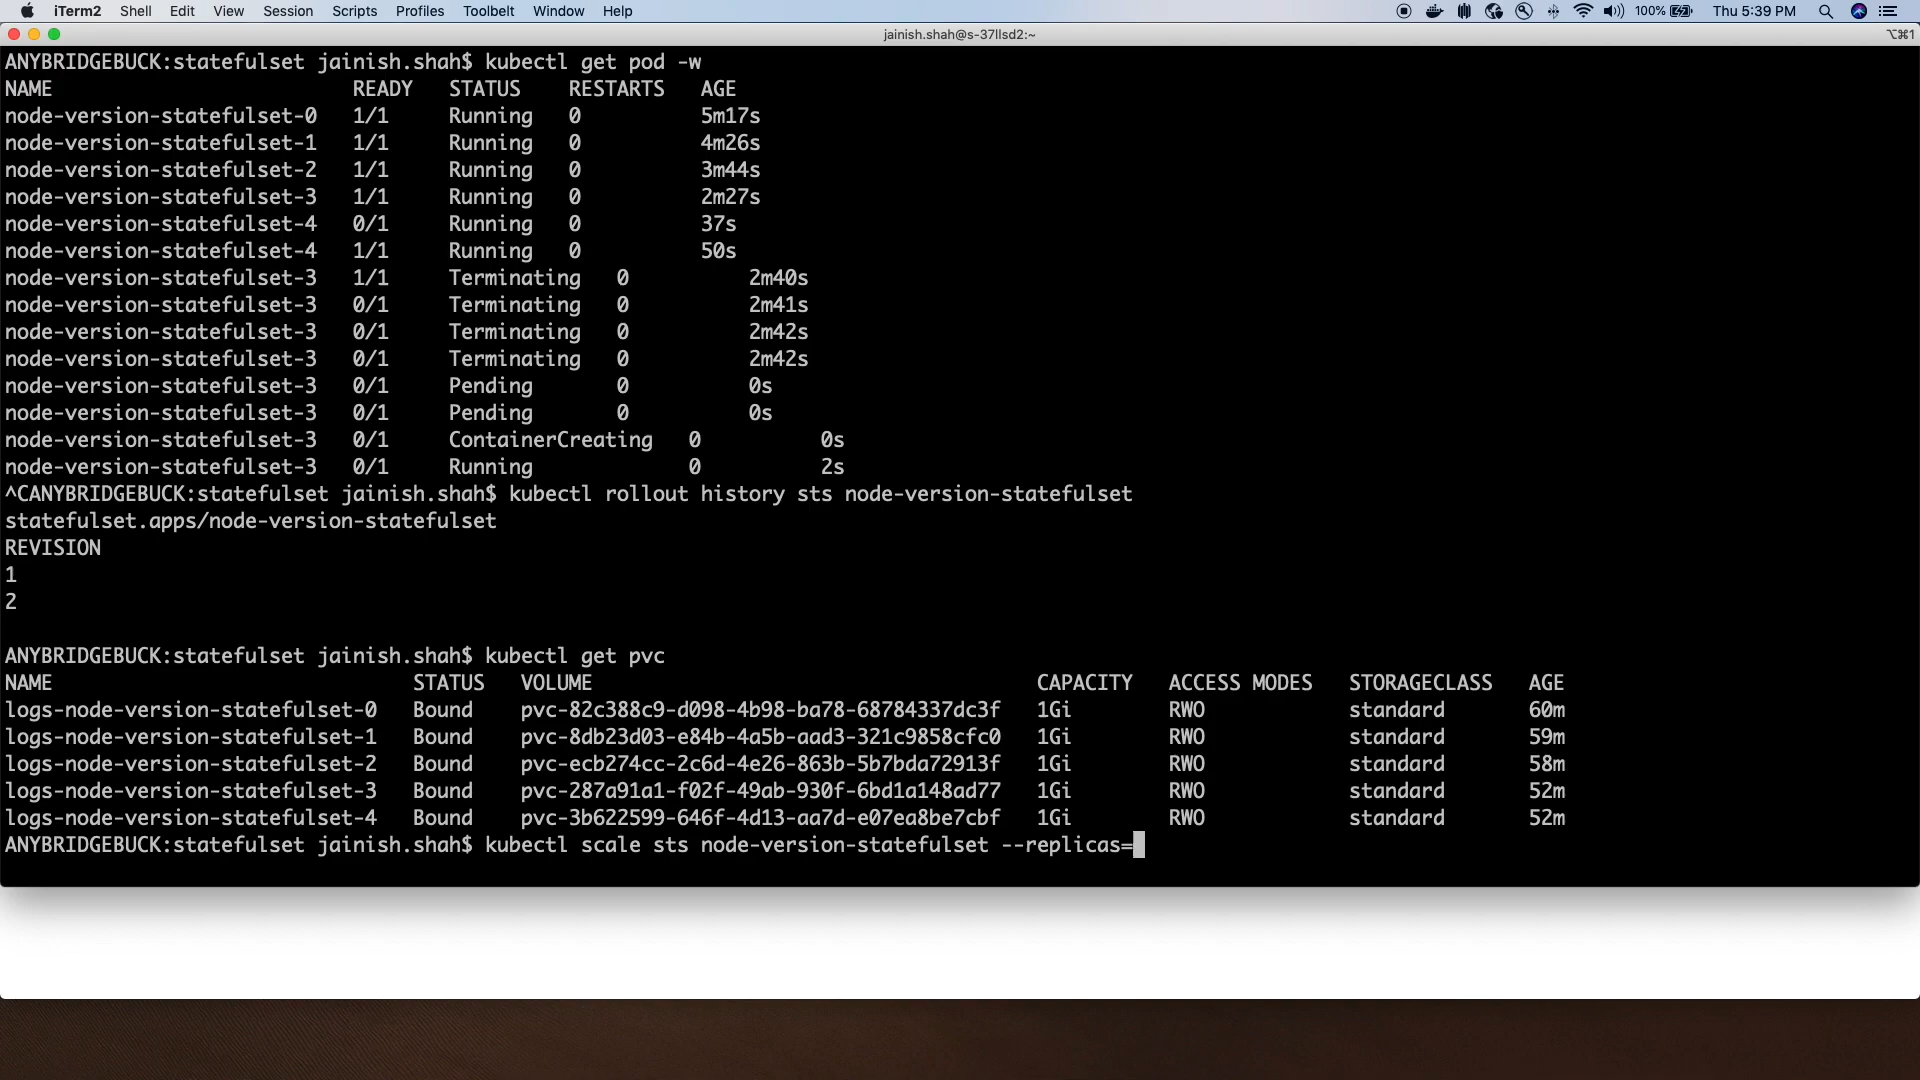 iTerm2 Shell Edit View Session Scripts Profiles Toolbelt Window Help 100% Thu 5:39 PM
jainish.shah@s-37llsd2:~ ⌥⌘1
ANYBRIDGEBUCK:statefulset jainish.shah$ kubectl get pod -w
NAME READY STATUS RESTARTS AGE
node-version-statefulset-0 1/1 Running 0 5m17s
node-version-statefulset-1 1/1 Running 0 4m26s
node-version-statefulset-2 1/1 Running 0 3m44s
node-version-statefulset-3 1/1 Running 0 2m27s
node-version-statefulset-4 0/1 Running 0 37s
node-version-statefulset-4 1/1 Running 0 50s
node-version-statefulset-3 1/1 Terminating 0 2m40s
node-version-statefulset-3 0/1 Terminating 0 2m41s
node-version-statefulset-3 0/1 Terminating 0 2m42s
node-version-statefulset-3 0/1 Terminating 0 2m42s
node-version-statefulset-3 0/1 Pending 0 0s
node-version-statefulset-3 0/1 Pending 0 0s
node-version-statefulset-3 0/1 ContainerCreating 0 0s
node-version-statefulset-3 0/1 Running 0 2s
^CANYBRIDGEBUCK:statefulset jainish.shah$ kubectl rollout history sts node-version-statefulset
statefulset.apps/node-version-statefulset
REVISION
1
2
ANYBRIDGEBUCK:statefulset jainish.shah$ kubectl get pvc
NAME STATUS VOLUME CAPACITY ACCESS MODES STORAGECLASS AGE
logs-node-version-statefulset-0 Bound pvc-82c388c9-d098-4b98-ba78-68784337dc3f 1Gi RWO standard 60m
logs-node-version-statefulset-1 Bound pvc-8db23d03-e84b-4a5b-aad3-321c9858cfc0 1Gi RWO standard 59m
logs-node-version-statefulset-2 Bound pvc-ecb274cc-2c6d-4e26-863b-5b7bda72913f 1Gi RWO standard 58m
logs-node-version-statefulset-3 Bound pvc-287a91a1-f02f-49ab-930f-6bd1a148ad77 1Gi RWO standard 52m
logs-node-version-statefulset-4 Bound pvc-3b622599-646f-4d13-aa7d-e07ea8be7cbf 1Gi RWO standard 52m
ANYBRIDGEBUCK:statefulset jainish.shah$ kubectl scale sts node-version-statefulset --replicas=